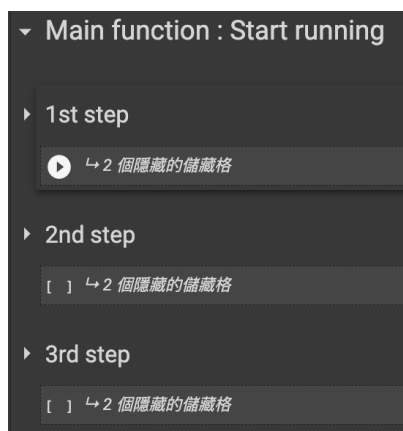 Main function : Start running
1st step
↳ 2 個隱藏的儲藏格
2nd step
[ ] ↳ 2 個隱藏的儲藏格
3rd step
[ ] ↳ 2 個隱藏的儲藏格